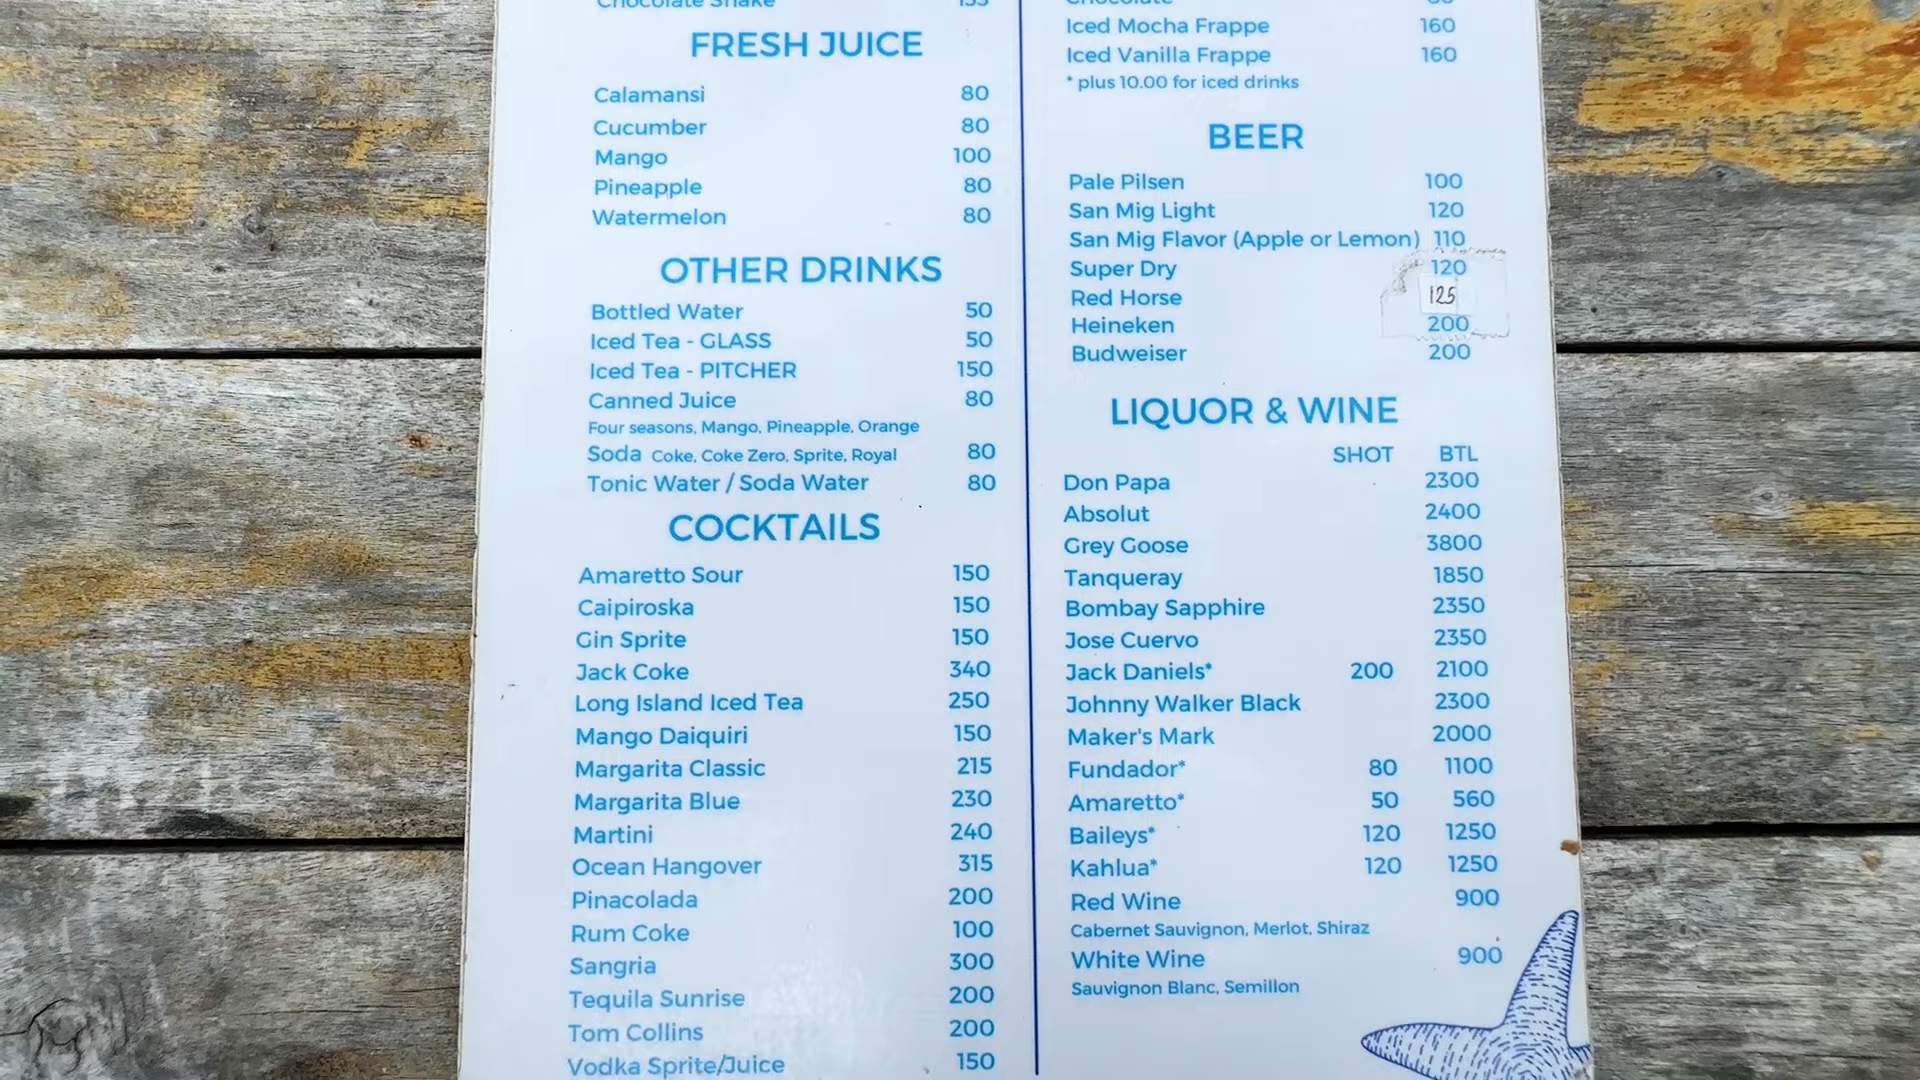 Chocolate Shake 155
FRESH JUICE
Calamansi 80
Cucumber 80
Mango 100
Pineapple 80
Watermelon 80
OTHER DRINKS
Bottled Water 50
Iced Tea - GLASS 50
Iced Tea - PITCHER 150
Canned Juice 80
Four seasons, Mango, Pineapple, Orange
Soda Coke, Coke Zero, Sprite, Royal 80
Tonic Water / Soda Water 80
COCKTAILS
Amaretto Sour 150
Caipiroska 150
Gin Sprite 150
Jack Coke 340
Long Island Iced Tea 250
Mango Daiquiri 150
Margarita Classic 215
Margarita Blue 230
Martini 240
Ocean Hangover 315
Pinacolada 200
Rum Coke 100
Sangria 300
Tequila Sunrise 200
Tom Collins 200
Vodka Sprite/Juice 150
Chocolate
Iced Mocha Frappe 160
Iced Vanilla Frappe 160
* plus 10.00 for iced drinks
BEER
Pale Pilsen 100
San Mig Light 120
San Mig Flavor (Apple or Lemon) 110
Super Dry 120
Red Horse 125
Heineken 200
Budweiser 200
LIQUOR & WINE
SHOT BTL
Don Papa 2300
Absolut 2400
Grey Goose 3800
Tanqueray 1850
Bombay Sapphire 2350
Jose Cuervo 2350
Jack Daniels* 200 2100
Johnny Walker Black 2300
Maker's Mark 2000
Fundador* 80 1100
Amaretto* 50 560
Baileys* 120 1250
Kahlua* 120 1250
Red Wine 900
Cabernet Sauvignon, Merlot, Shiraz
White Wine 900
Sauvignon Blanc, Semillon